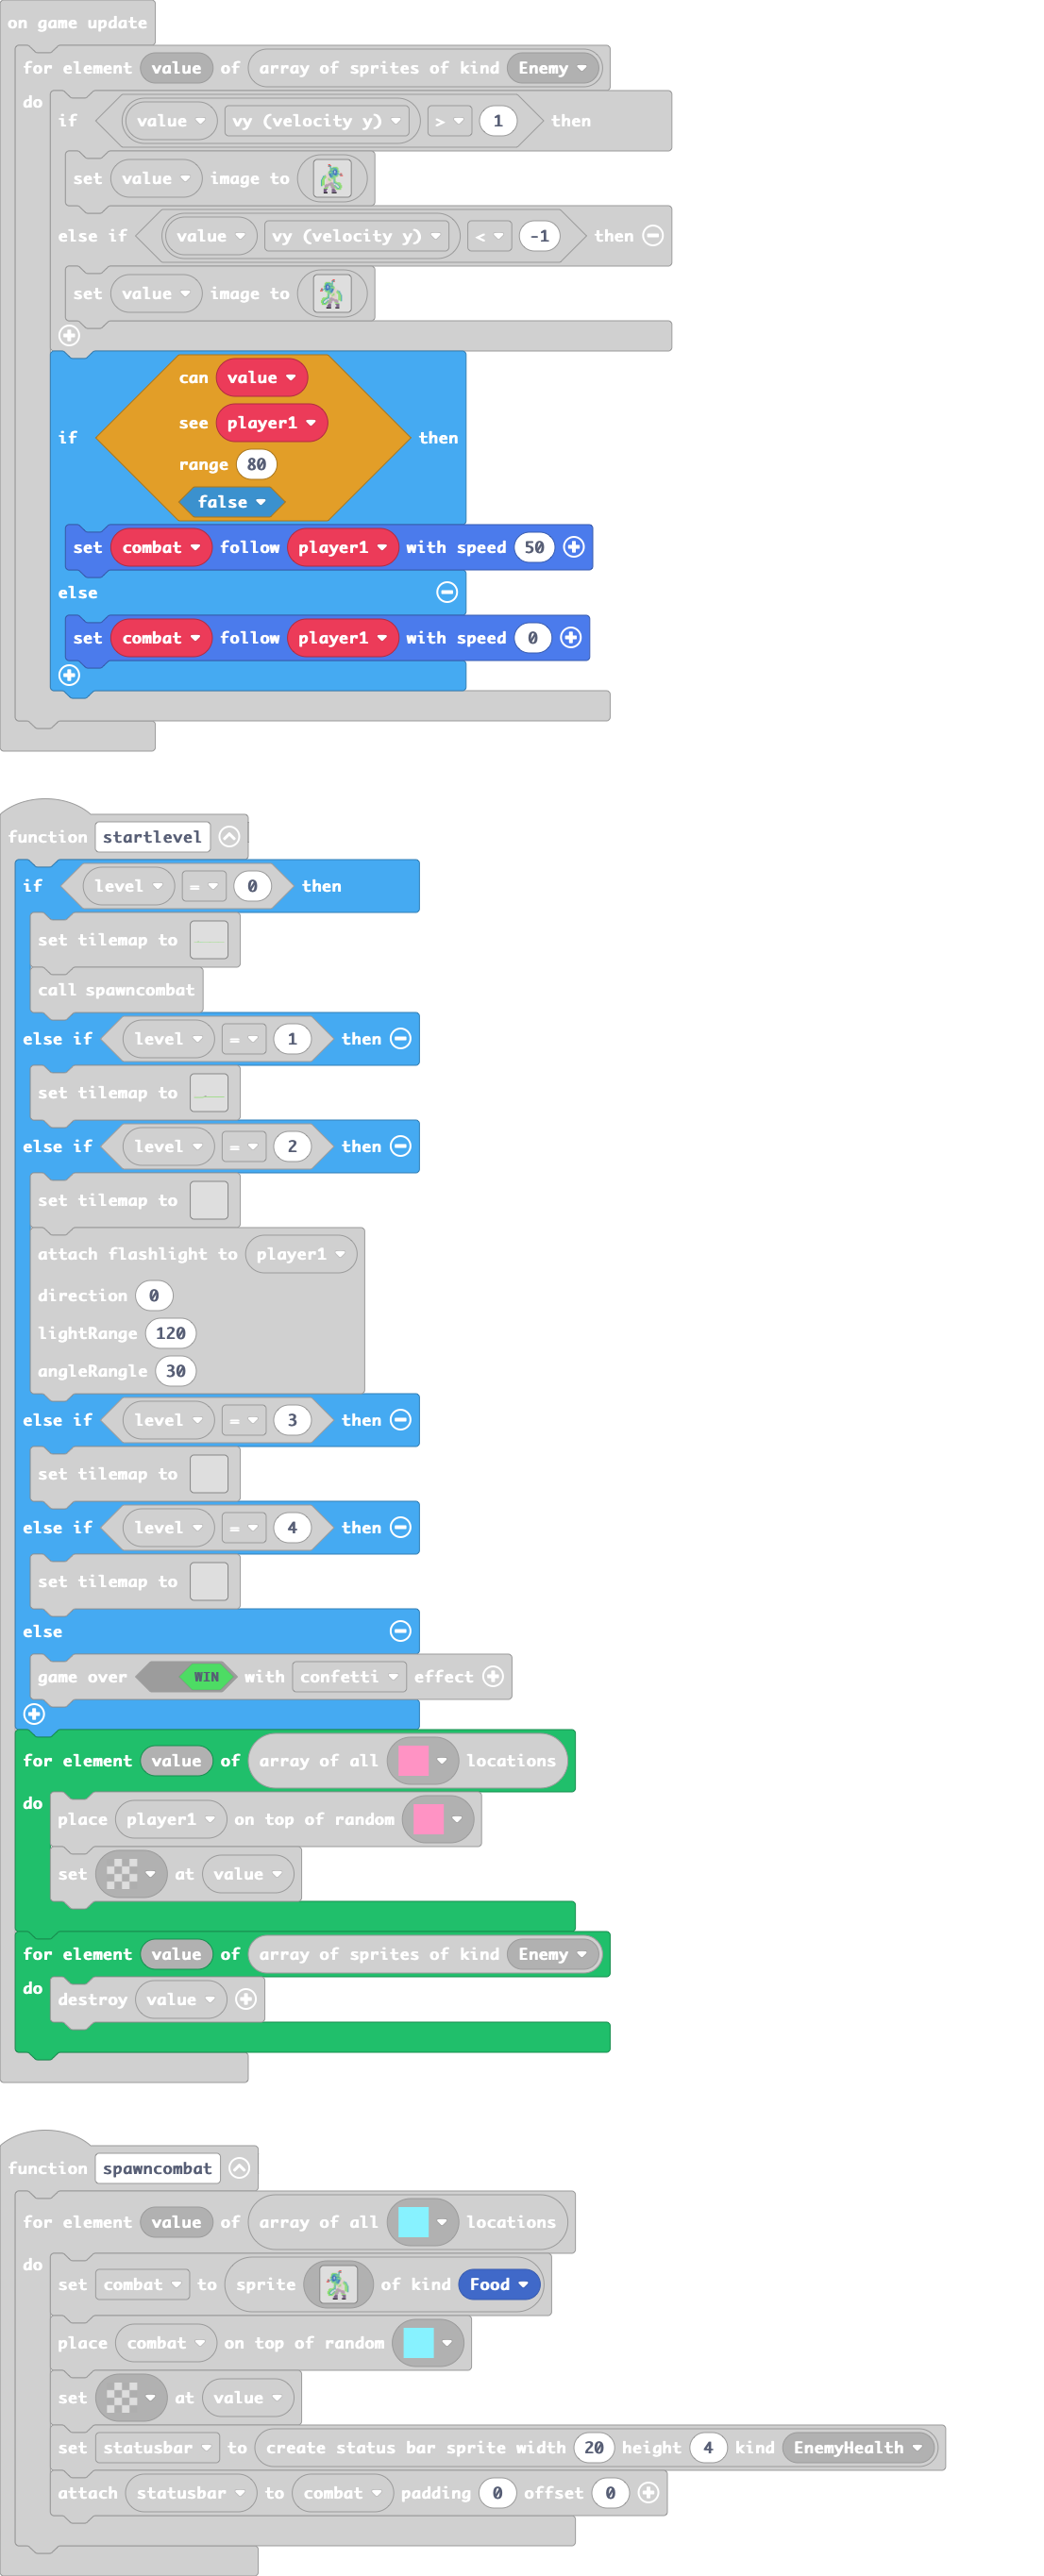 on game update
for element value of array of sprites of kind Enemy
do
if value vy (velocity y) > 1 then
set value image to
else if value vy (velocity y) < -1 then
set value image to
if can value see player1 range 80 false then
set combat follow player1 with speed 50
else
set combat follow player1 with speed 0
function startlevel
if level = 0 then
set tilemap to
call spawncombat
else if level = 1 then
set tilemap to
else if level = 2 then
set tilemap to
attach flashlight to player1
direction 0
lightRange 120
angleRangle 30
else if level = 3 then
set tilemap to
else if level = 4 then
set tilemap to
else
game over WIN with confetti effect
for element value of array of all locations
do
place player1 on top of random
set at value
for element value of array of sprites of kind Enemy
do
destroy value
function spawncombat
for element value of array of all locations
do
set combat to sprite of kind Food
place combat on top of random
set at value
set statusbar to create status bar sprite width 20 height 4 kind EnemyHealth
attach statusbar to combat padding 0 offset 0